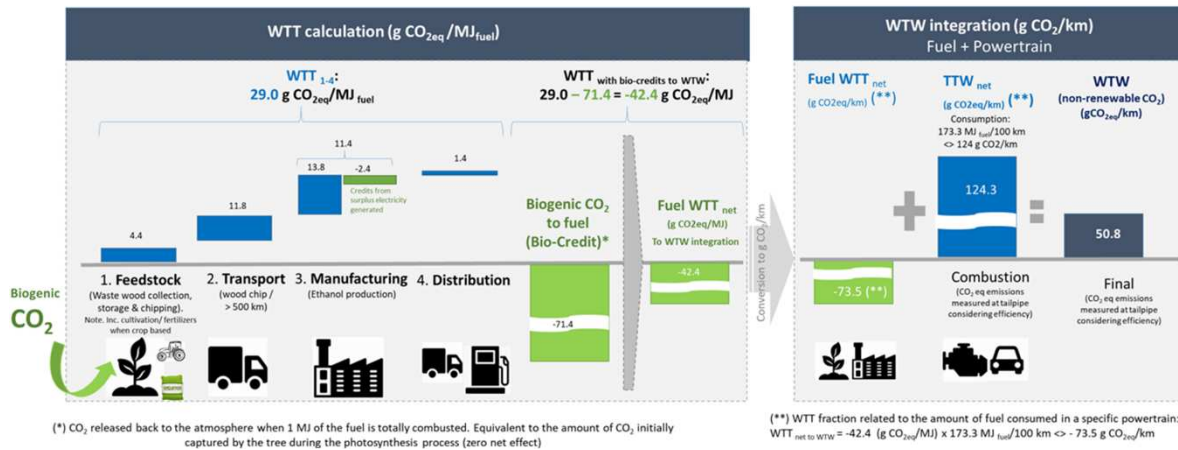 WTT calculation (g CO2eq /MJfuel)
WTT 1-4:
29.0 g CO2eq/MJ fuel
WTT with bio-credits to WTW:
29.0 – 71.4 = -42.4 g CO2eq/MJ
11.4
13.8
-2.4
1.4
Credits from
surplus electricity
generated
11.8
4.4
Biogenic CO2
to fuel
(Bio-Credit)*
Fuel WTT net
(g CO2eq/MJ)
To WTW integration
-42.4
-71.4
Biogenic
CO2
1. Feedstock
(Waste wood collection,
storage & chipping).
Note. Inc. cultivation/ fertilizers
when crop based
2. Transport
(wood chip /
> 500 km)
3. Manufacturing
(Ethanol production)
4. Distribution
Conversion to g CO2/km
WTW integration (g CO2/km)
Fuel + Powertrain
Fuel WTT net
(g CO2eq/km) (**)
TTW net
(g CO2eq/km) (**)
Consumption:
173.3 MJ fuel/100 km
<> 124 g CO2/km
WTW
(non-renewable CO2)
(gCO2eq/km)
124.3
50.8
-73.5 (**)
Combustion
(CO2 eq emissions
measured at tailpipe
considering efficiency)
Final
(CO2 eq emissions
measured at tailpipe
considering efficiency)
(*) CO2 released back to the atmosphere when 1 MJ of the fuel is totally combusted. Equivalent to the amount of CO2 initially
captured by the tree during the photosynthesis process (zero net effect)
(**) WTT fraction related to the amount of fuel consumed in a specific powertrain:
WTT net to WTW = -42.4 (g CO2eq/MJ) x 173.3 MJ fuel/100 km <> - 73.5 g CO2eq/km